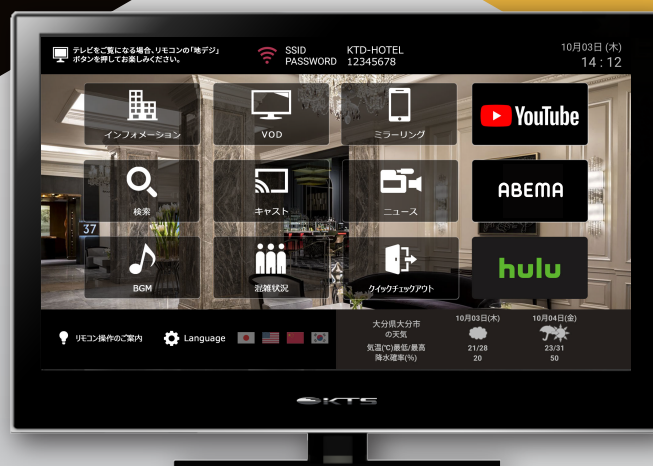 テレビをご覧になる場合、リモコンの「地デジ」
ボタンを押してお楽しみください。
SSID KTD-HOTEL
PASSWORD 12345678
10月03日 (木)
14 : 12
インフォメーション
VOD
ミラーリング
YouTube
検索
キャスト
ニュース
ABEMA
37
BGM
混雑状況
クイックチェックアウト
hulu
リモコン操作のご案内
Language
大分県大分市
の天気
10月03日(木) 10月04日(金)
気温(℃)最低/最高 21/28 23/31
降水確率(%) 20 50
KTS